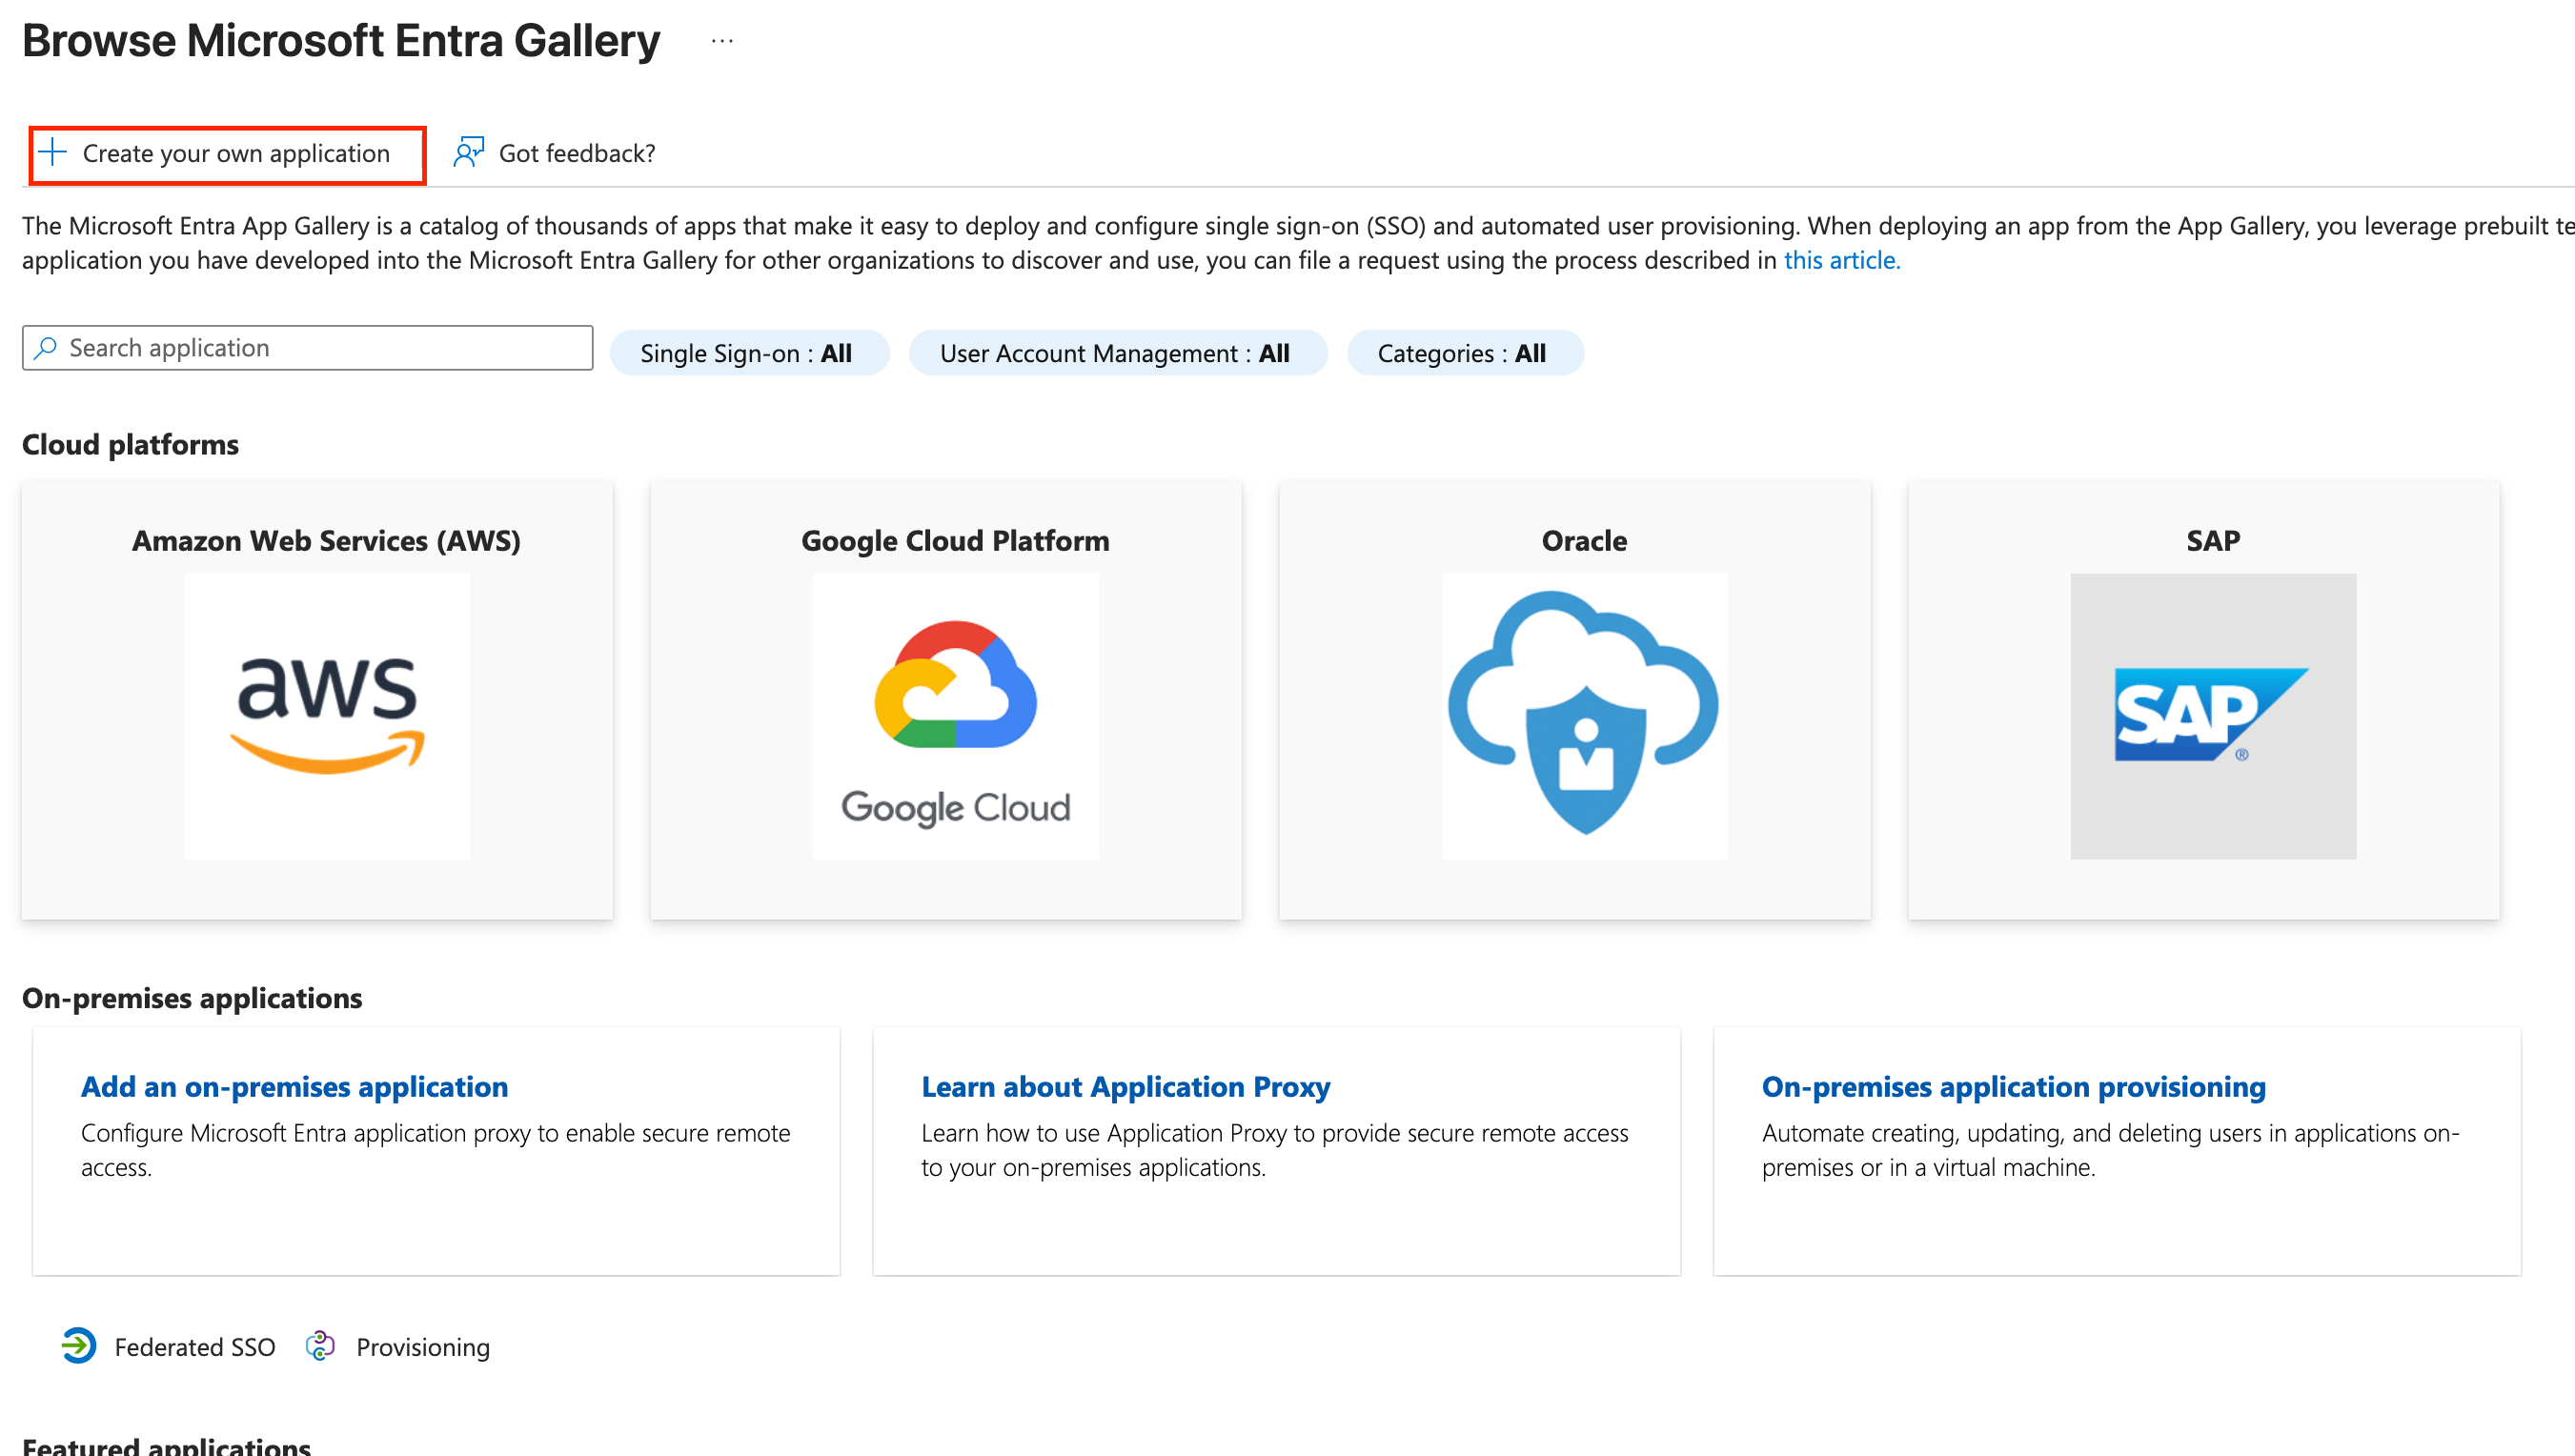 Browse Microsoft Entra Gallery ...
Create your own application
Got feedback?
The Microsoft Entra App Gallery is a catalog of thousands of apps that make it easy to deploy and configure single sign-on (SSO) and automated user provisioning. When deploying an app from the App Gallery, you leverage prebuilt te
application you have developed into the Microsoft Entra Gallery for other organizations to discover and use, you can file a request using the process described in this article.
Search application
Single Sign-on : All
User Account Management : All
Categories : All
Cloud platforms
Amazon Web Services (AWS)
aws
Google Cloud Platform
Google Cloud
Oracle
SAP
SAP®
On-premises applications
Add an on-premises application
Configure Microsoft Entra application proxy to enable secure remote
access.
Learn about Application Proxy
Learn how to use Application Proxy to provide secure remote access
to your on-premises applications.
On-premises application provisioning
Automate creating, updating, and deleting users in applications on-
premises or in a virtual machine.
Federated SSO
Provisioning
Featured applications